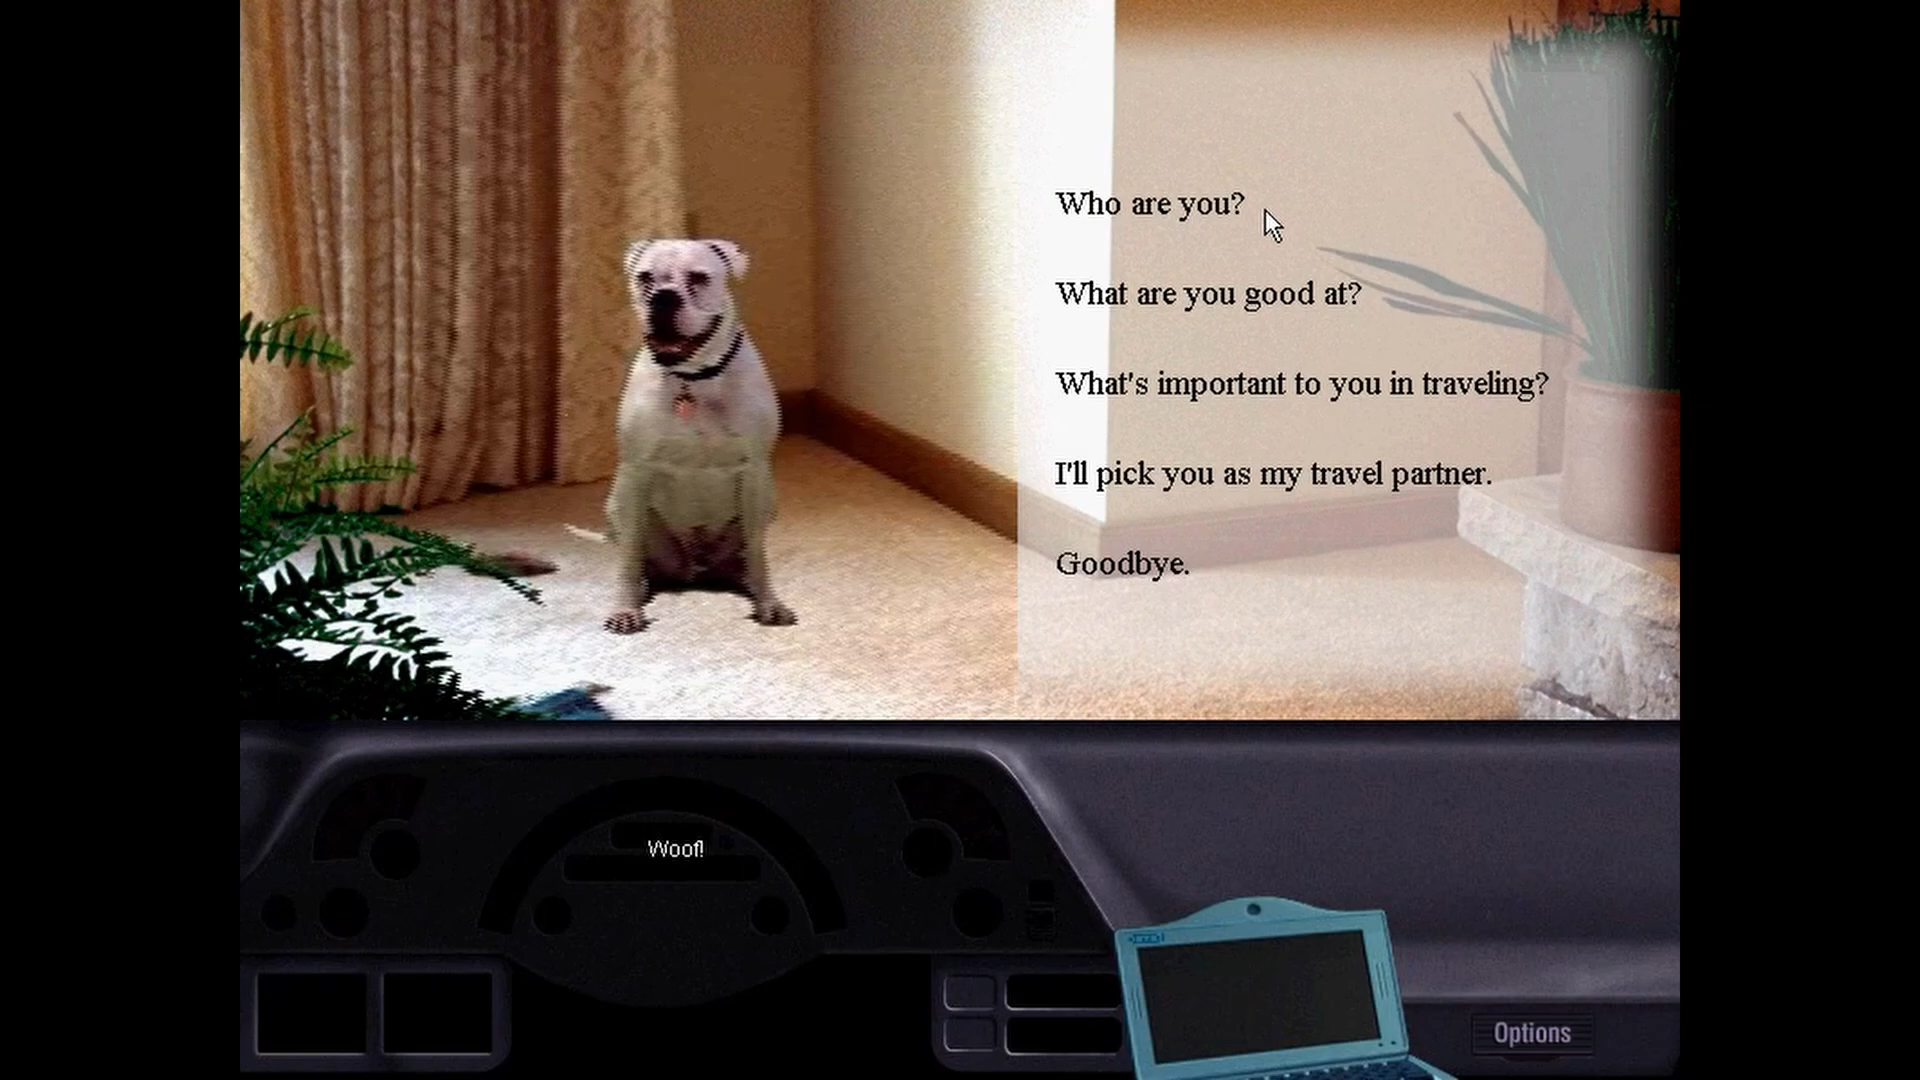 Who are you?
What are you good at?
What's important to you in traveling?
I'll pick you as my travel partner.
Goodbye.
Woof!
Options